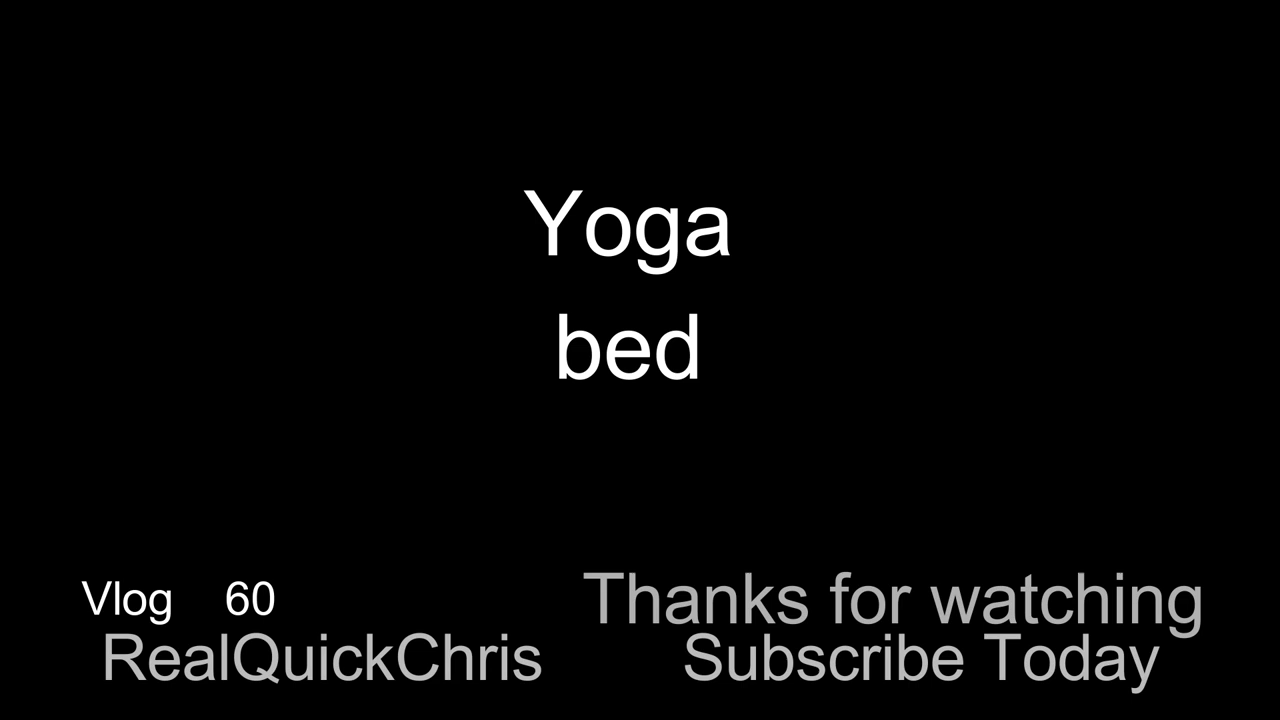 Yoga
bed
Vlog 60
Thanks for watching
RealQuickChris
Subscribe Today